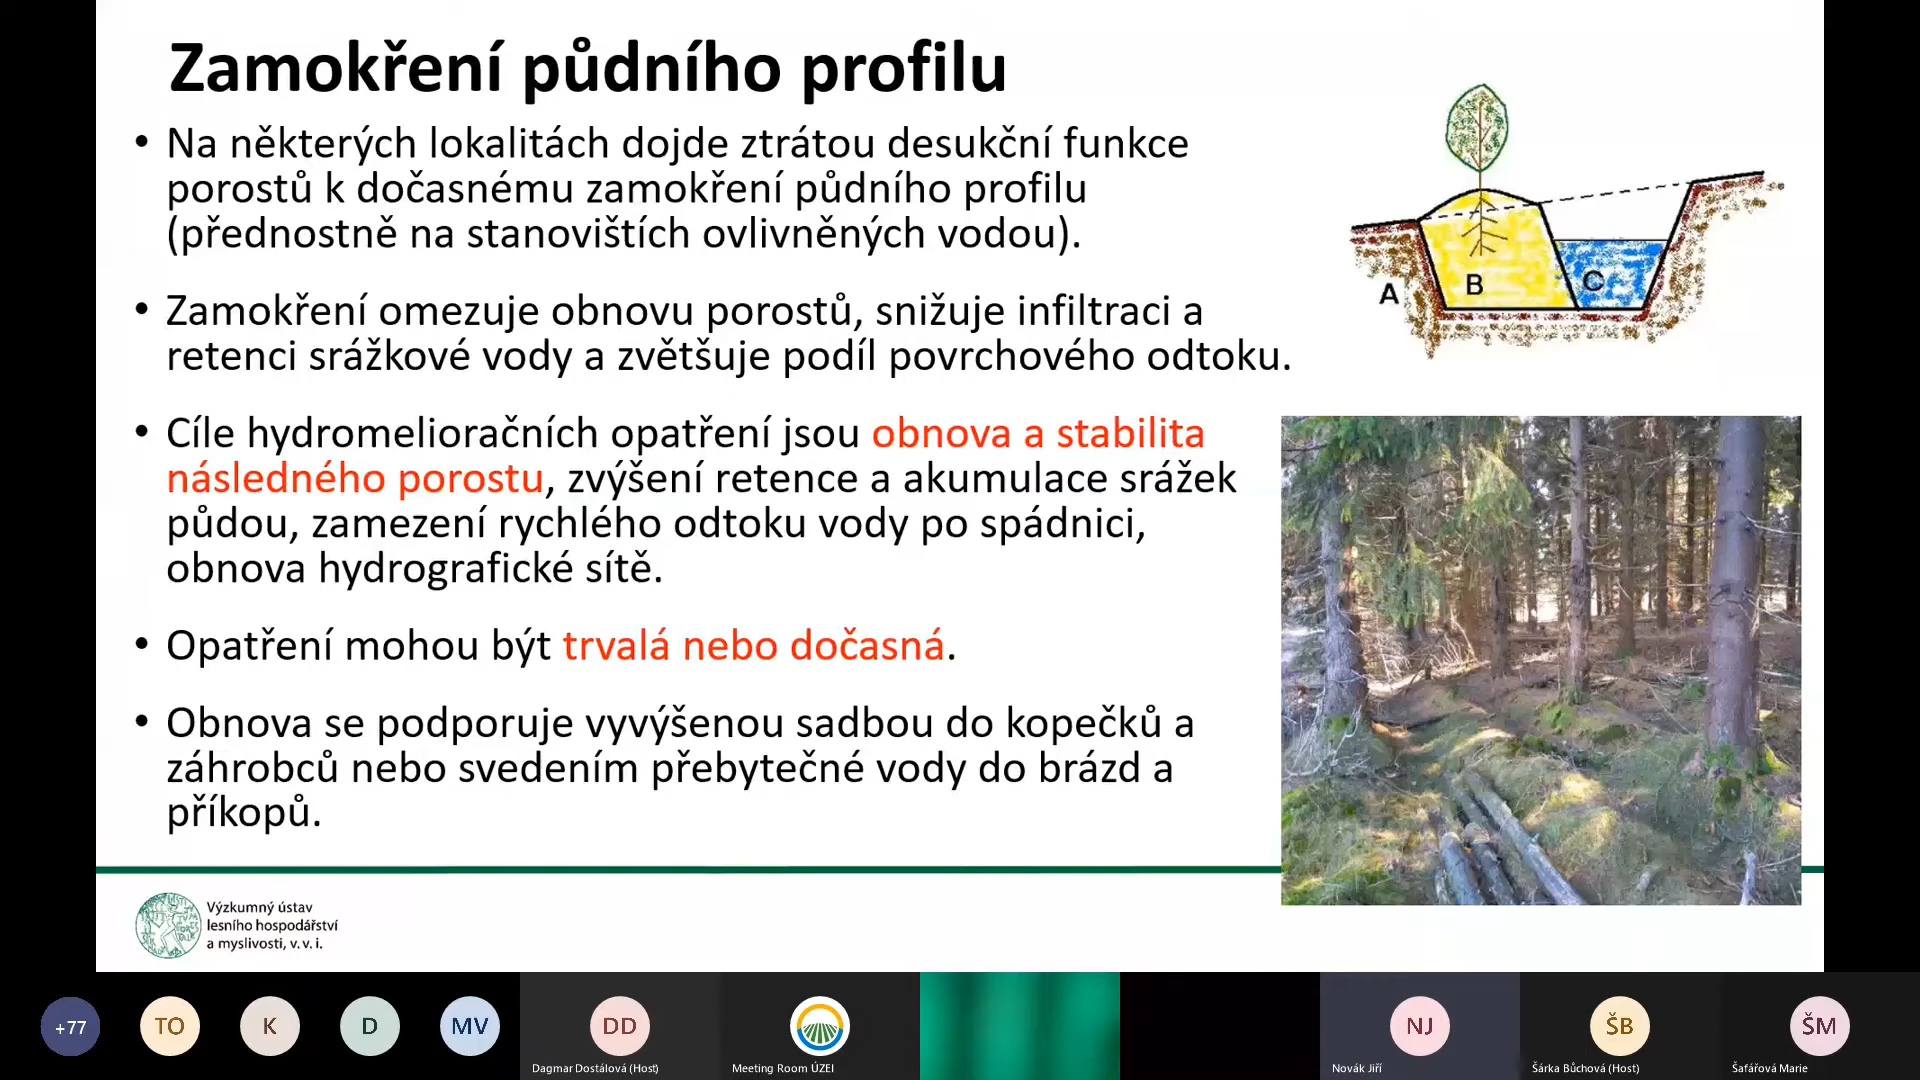 Zamokření půdního profilu
• Na některých lokalitách dojde ztrátou desukční funkce
porostů k dočasnému zamokření půdního profilu
(přednostně na stanovištích ovlivněných vodou).
• Zamokření omezuje obnovu porostů, snižuje infiltraci a
retenci srážkové vody a zvětšuje podíl povrchového odtoku.
• Cíle hydromelioračních opatření jsou obnova a stabilita
následného porostu, zvýšení retence a akumulace srážek
půdou, zamezení rychlého odtoku vody po spádnici,
obnova hydrografické sítě.
• Opatření mohou být trvalá nebo dočasná.
• Obnova se podporuje vyvýšenou sadbou do kopečků a
záhrobců nebo svedením přebytečné vody do brázd a
příkopů.
A
B
C
Výzkumný ústav
lesního hospodářství
a myslivosti, v. v. i.
+77
TO
K
D
MV
DD
Dagmar Dostálová (Host)
Meeting Room ÚZEI
NJ
Novák Jiří
ŠB
Šárka Bůchová (Host)
ŠM
Šafářová Marie